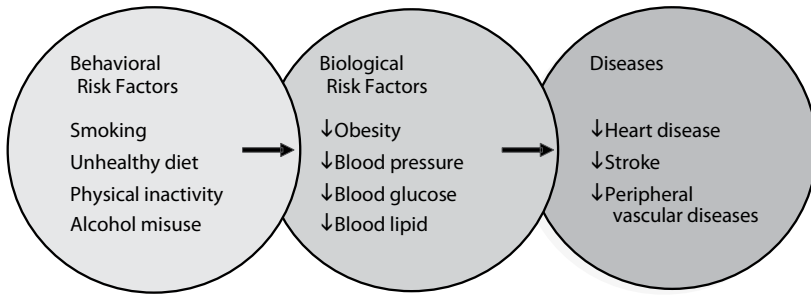 Behavioral
Risk Factors
Smoking
Unhealthy diet
Physical inactivity
Alcohol misuse
Biological
Risk Factors
↓Obesity
↓Blood pressure
↓Blood glucose
↓Blood lipid
Diseases
↓Heart disease
↓Stroke
↓Peripheral
vascular diseases